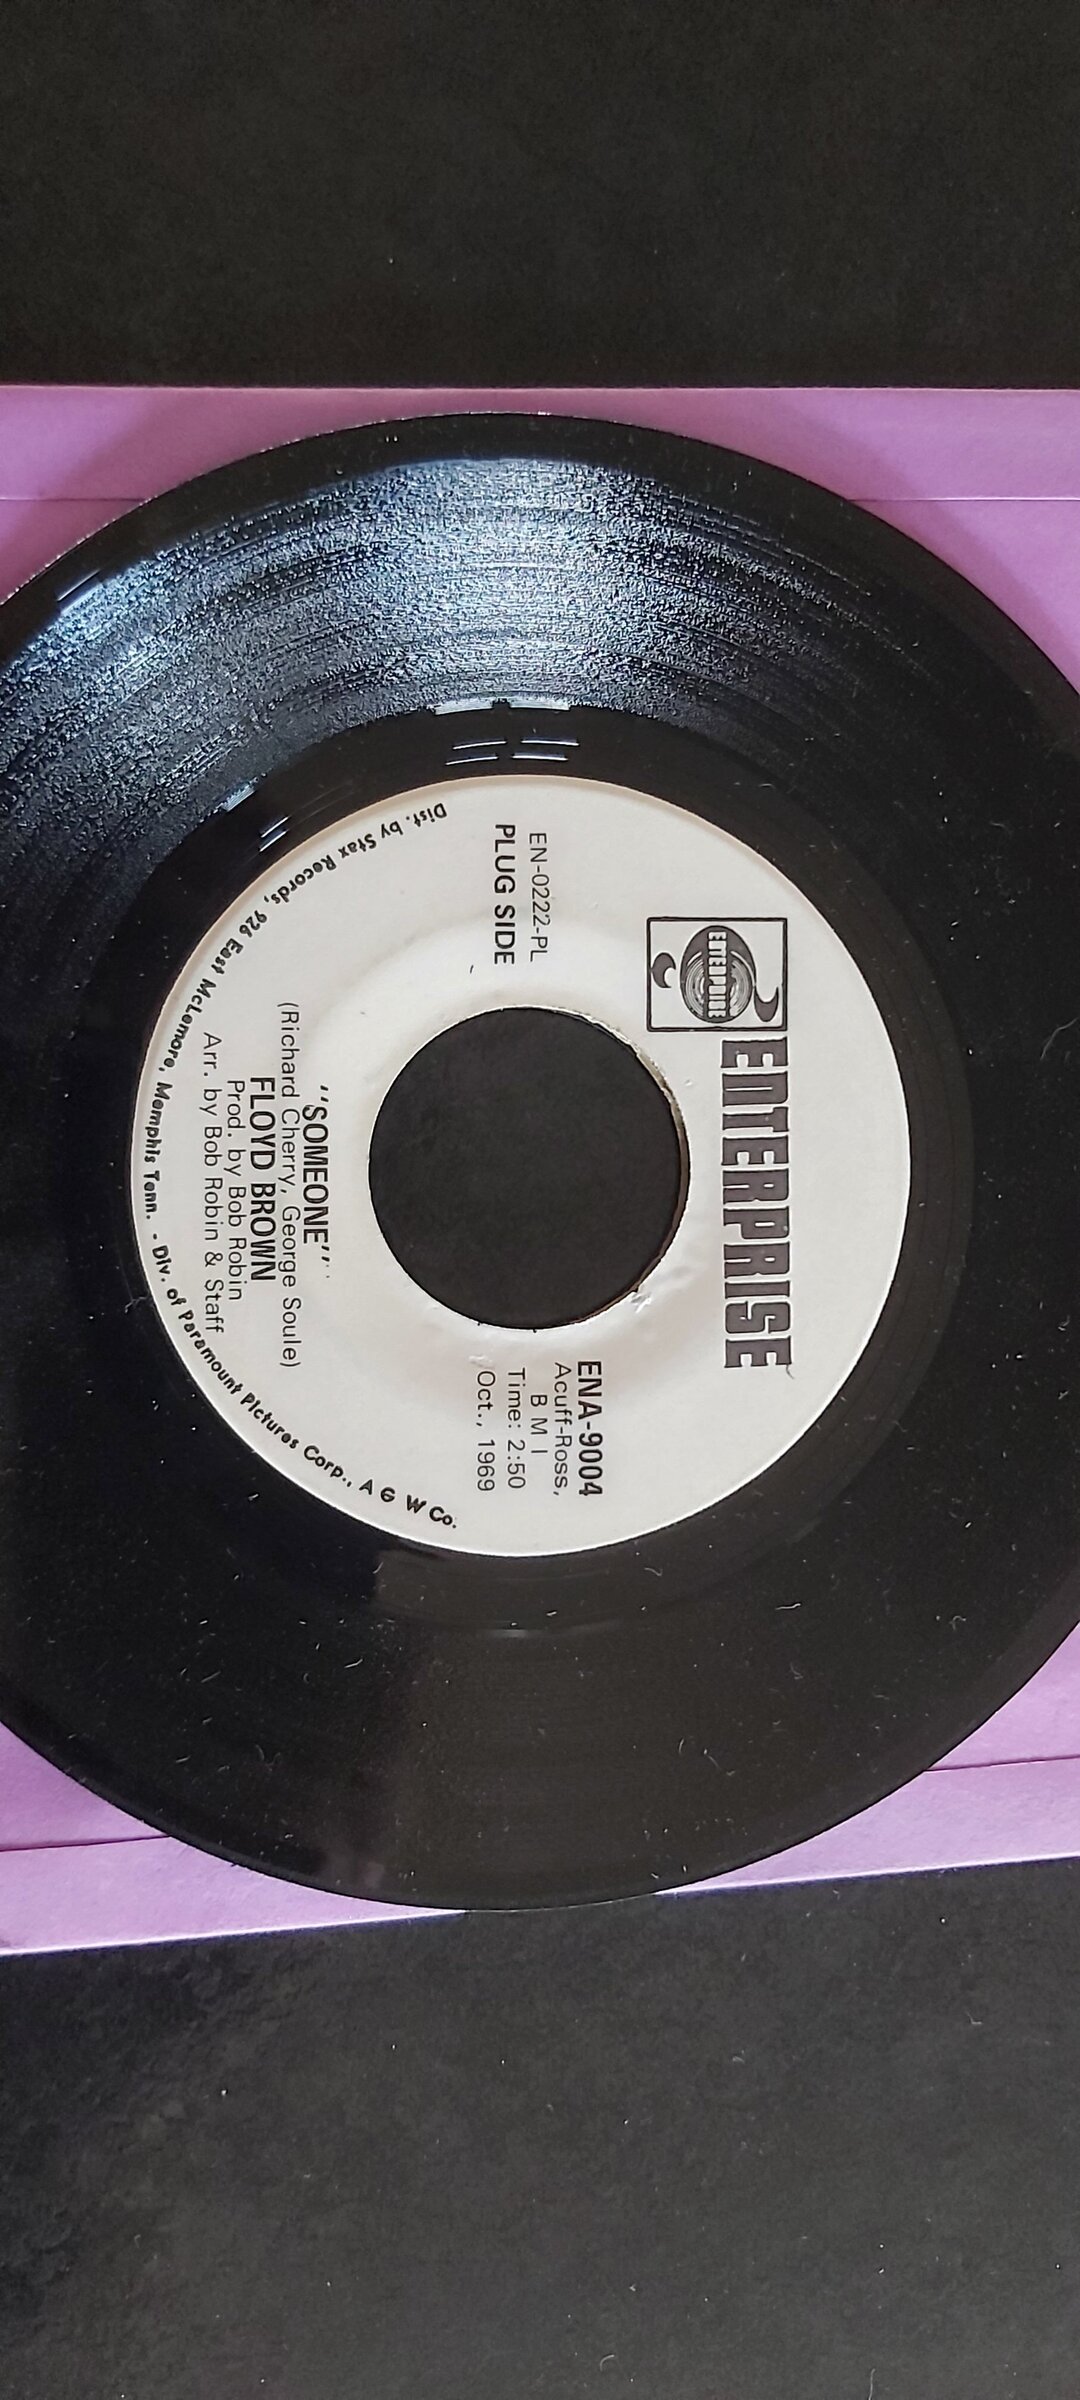 ENTERPRISE
ENTERPRISE
EN-0222-PL
PLUG SIDE
ENA-9004
Acuff-Ross,
B M I
Time: 2:50
Oct., 1969
"SOMEONE"
(Richard Cherry, George Soule)
FLOYD BROWN
Prod. by Bob Robin
Arr. by Bob Robin & Staff
Dist. by Stax Records, 926 East McLemore, Memphis Tenn. - Div. of Paramount Pictures Corp., A G W Co.